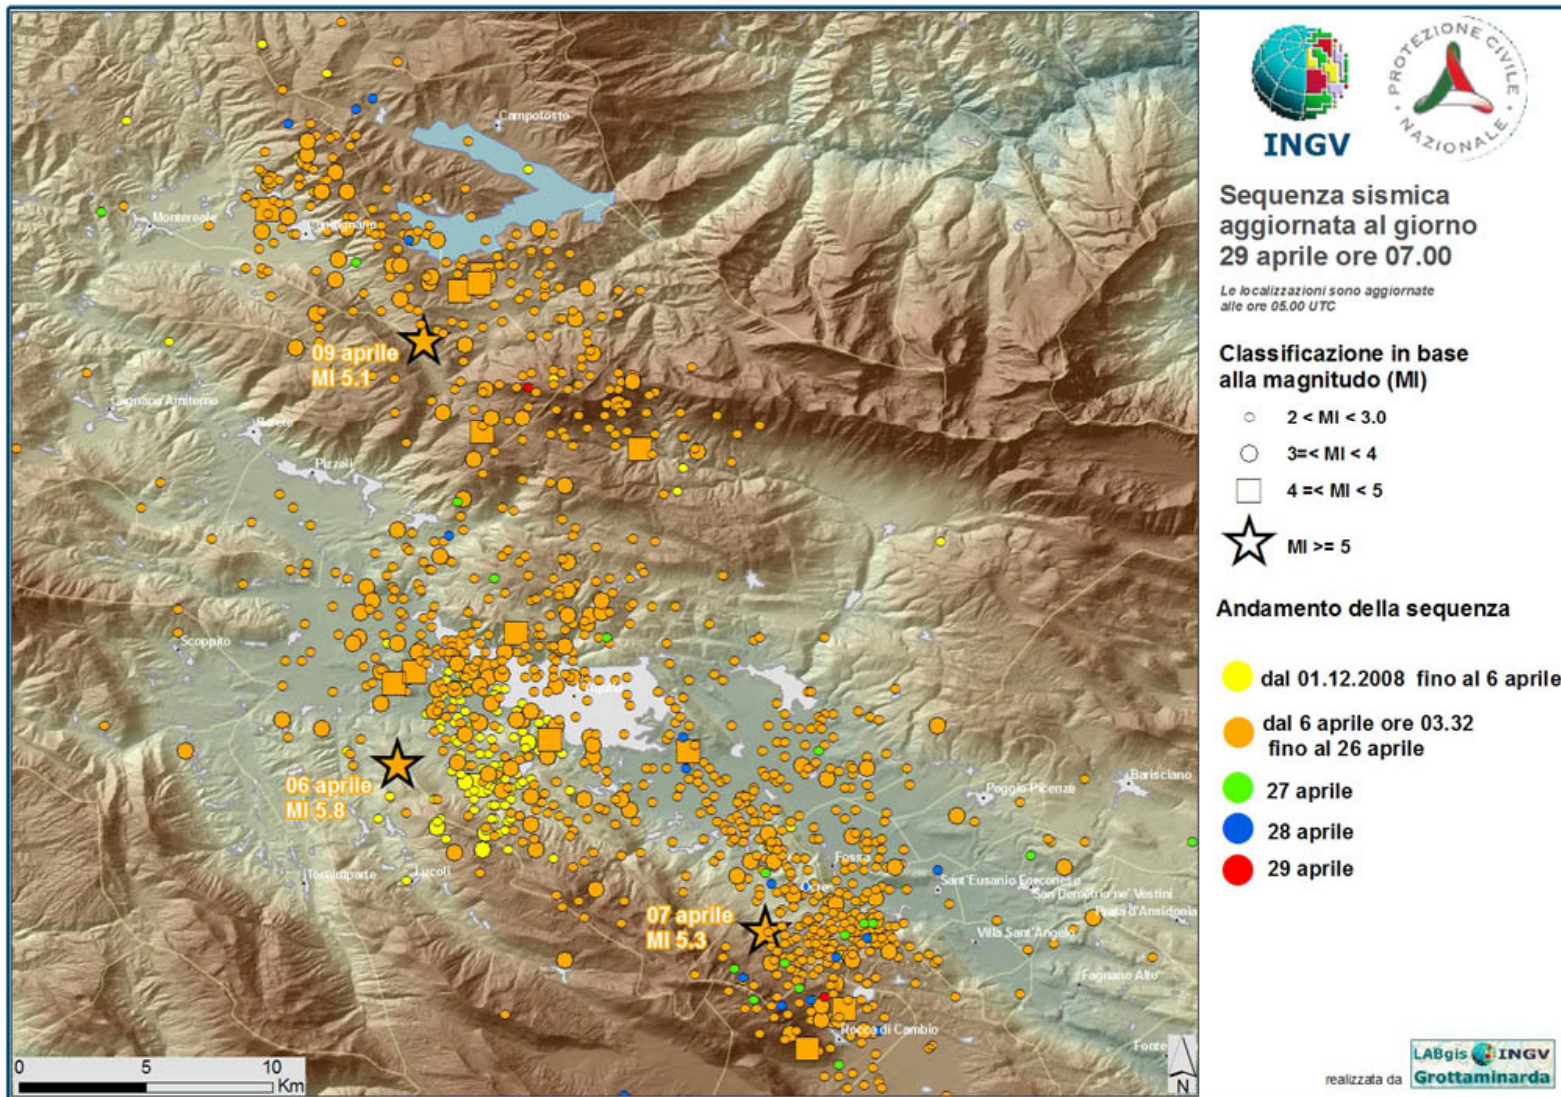 INGV
PROTEZIONE CIVILE NAZIONALE
Sequenza sismica
aggiornata al giorno
29 aprile ore 07.00
Le localizzazioni sono aggiornate
alle ore 05.00 UTC
Classificazione in base
alla magnitudo (Ml)
2 < Ml < 3.0
3=< Ml < 4
4 =< Ml < 5
Ml >= 5
Andamento della sequenza
dal 01.12.2008 fino al 6 aprile
dal 6 aprile ore 03.32
fino al 26 aprile
27 aprile
28 aprile
29 aprile
realizzata da
LABgis INGV
Grottaminarda
Campotosto
Montereale
09 aprile
Ml 5.1
Cagnano Amiterno
Barete
Pizzoli
Scoppito
06 aprile
Ml 5.8
Barisciano
Poggio Picenze
Fossa
Tornimparte
Lucoli
Sant'Eusanio Forconese
San Demetrio ne' Vestini
Prata d'Ansidonia
07 aprile
Ml 5.3
Villa Sant'Angelo
Fagnano Alto
Rocca di Cambio
0 5 10
Km
N